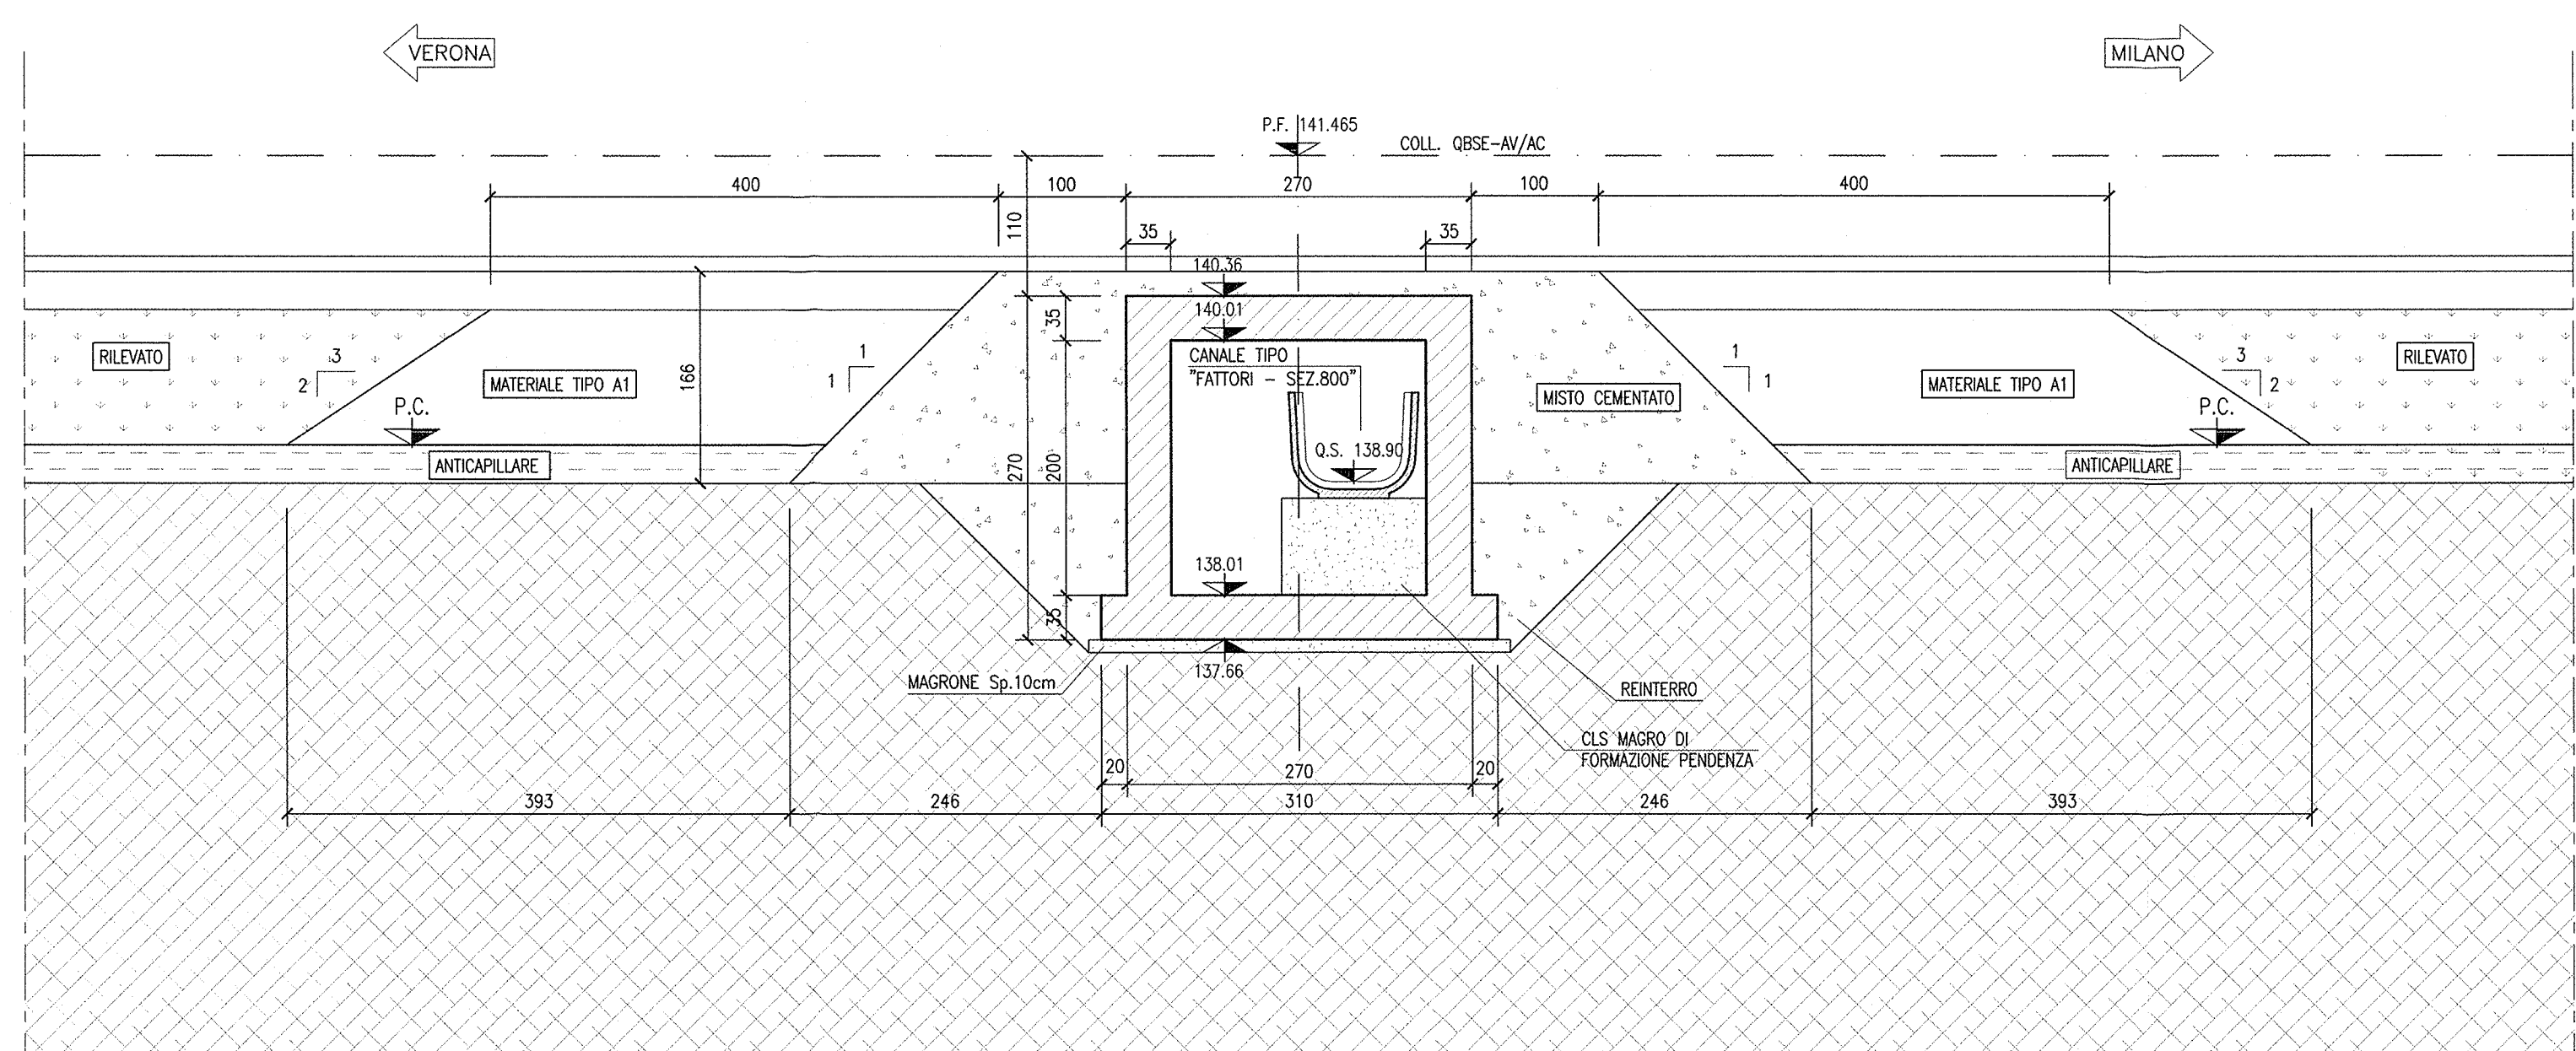 VERONA
MILANO
P.F. 141.465
COLL. QBSE-AV/AC
400
100
270
100
400
110
35
35
140.36
140.01
35
CANALE TIPO
"FATTORI - SEZ.800"
RILEVATO
3
2
MATERIALE TIPO A1
1
1
166
P.C.
ANTICAPILLARE
270
200
Q.S. 138.90
MISTO CEMENTATO
1
1
MATERIALE TIPO A1
3
2
RILEVATO
P.C.
ANTICAPILLARE
138.01
35
137.66
MAGRONE Sp.10cm
REINTERRO
CLS MAGRO DI
FORMAZIONE PENDENZA
20
270
20
393
246
310
246
393